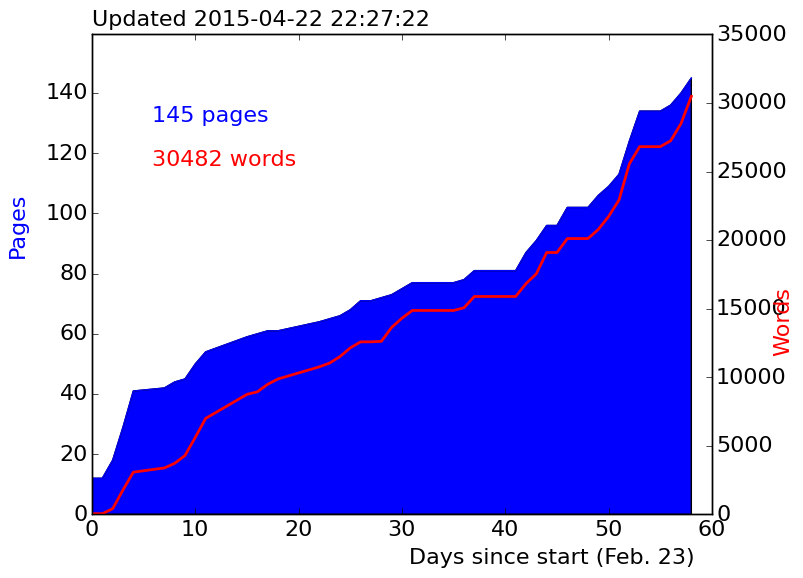 Updated 2015-04-22 22:27:22
35000
140
145 pages
30000
120
30482 words
25000
100
Pages
20000
80
15000
Words
60
10000
40
5000
20
0
0
0 10 20 30 40 50 60
Days since start (Feb. 23)